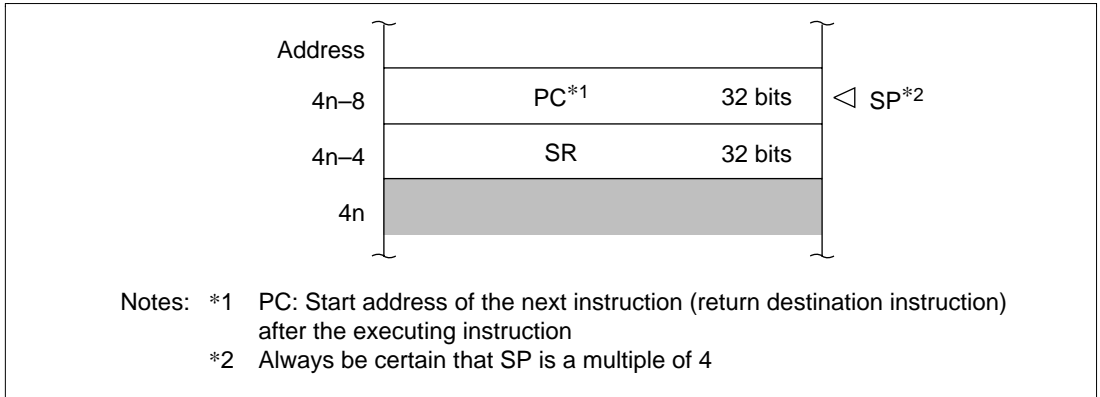 Address
4n–8 PC*1 32 bits SP*2
4n–4 SR 32 bits
4n
Notes: *1 PC: Start address of the next instruction (return destination instruction)
after the executing instruction
*2 Always be certain that SP is a multiple of 4